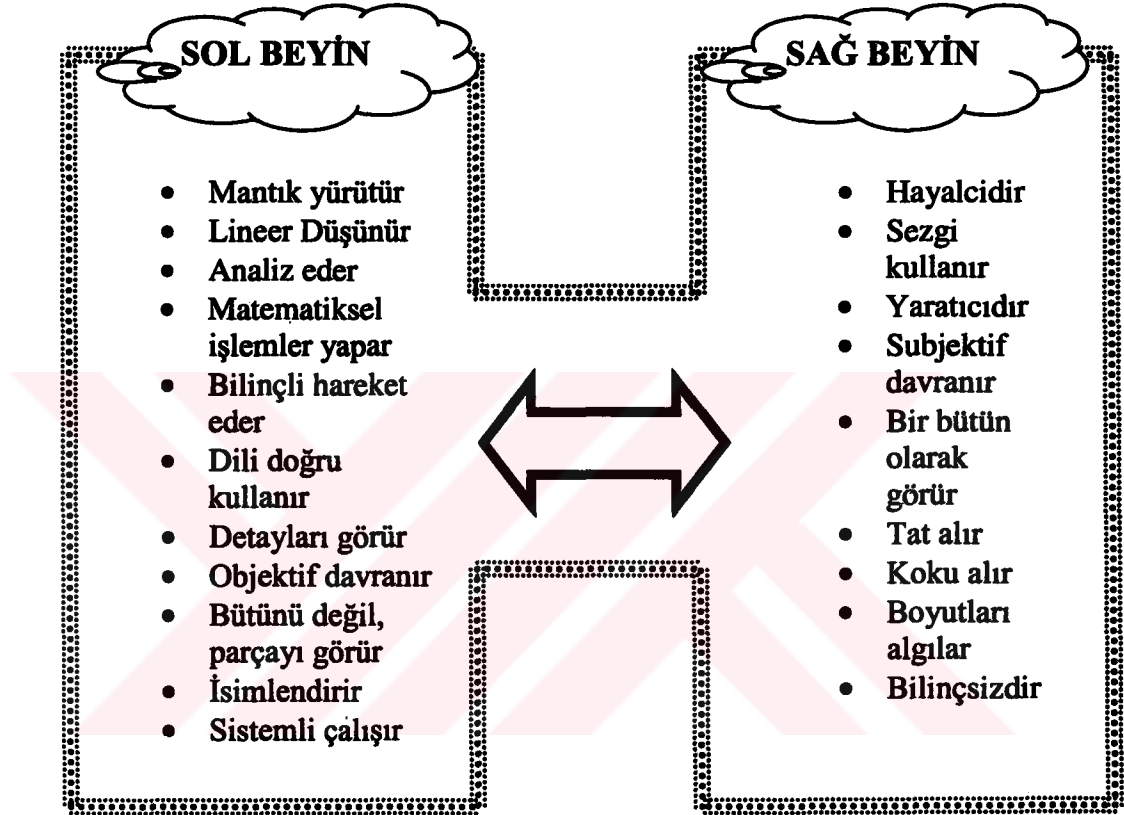 SOL BEYİN
• Mantık yürütür
• Lineer Düşünür
• Analiz eder
• Matematiksel
işlemler yapar
• Bilinçli hareket
eder
• Dili doğru
kullanır
• Detayları görür
• Objektif davranır
• Bütünü değil,
parçayı görür
• İsimlendirir
• Sistemli çalışır
SAĞ BEYİN
• Hayalcidir
• Sezgi
kullanır
• Yaratıcıdır
• Subjektif
davranır
• Bir bütün
olarak
görür
• Tat alır
• Koku alır
• Boyutları
algılar
• Bilinçsizdir